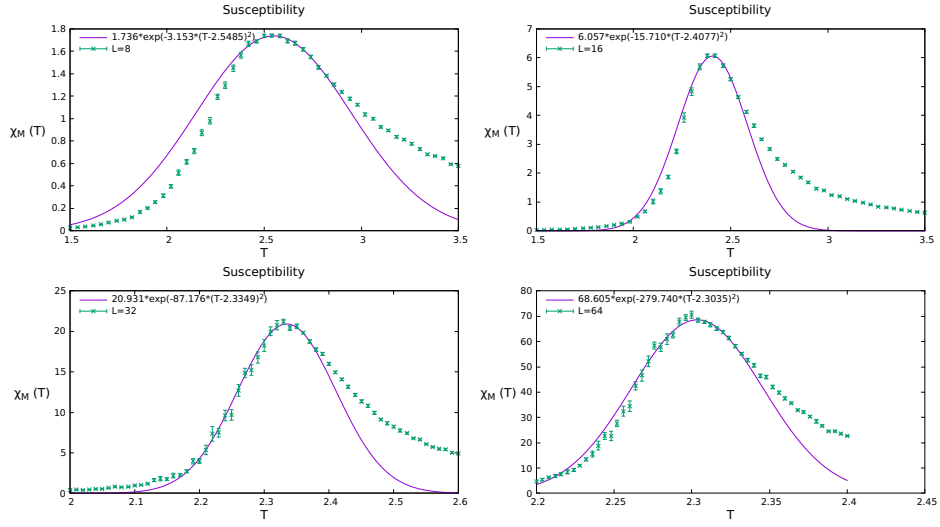 Susceptibility
1.736*exp(-3.153*(T-2.5485)²)
L=8
χM (T)
1.8
1.6
1.4
1.2
1
0.8
0.6
0.4
0.2
0
1.5 2 2.5 3 3.5
T
Susceptibility
6.057*exp(-15.710*(T-2.4077)²)
L=16
χM (T)
7
6
5
4
3
2
1
0
1.5 2 2.5 3 3.5
T
Susceptibility
20.931*exp(-87.176*(T-2.3349)²)
L=32
χM (T)
25
20
15
10
5
0
2 2.1 2.2 2.3 2.4 2.5 2.6
T
Susceptibility
68.605*exp(-279.740*(T-2.3035)²)
L=64
χM (T)
80
70
60
50
40
30
20
10
0
2.2 2.25 2.3 2.35 2.4 2.45
T